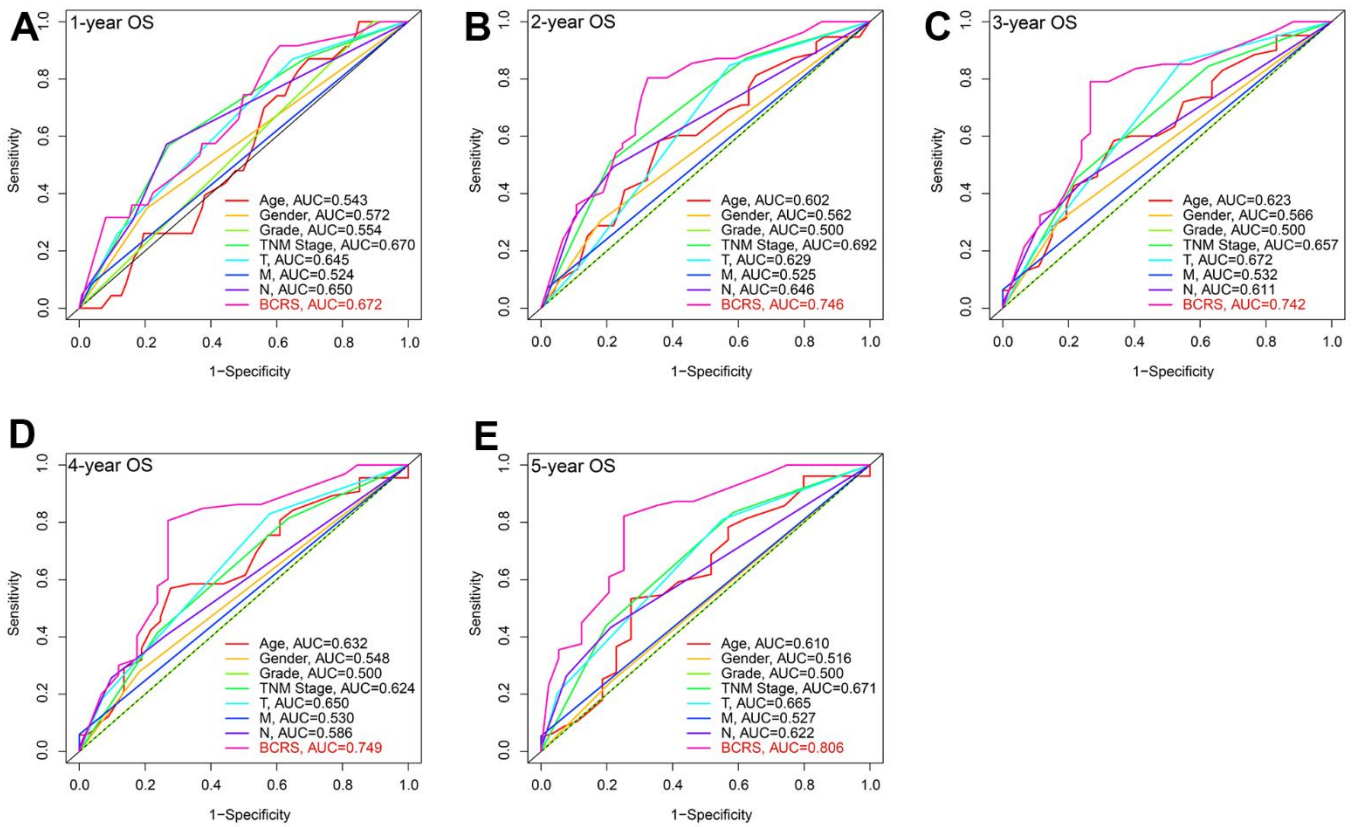 A
1-year OS
Sensitivity
1.0
0.8
0.6
0.4
0.2
0.0
Age, AUC=0.543
Gender, AUC=0.572
Grade, AUC=0.554
TNM Stage, AUC=0.670
T, AUC=0.645
M, AUC=0.524
N, AUC=0.650
BCRS, AUC=0.672
0.0 0.2 0.4 0.6 0.8 1.0
1−Specificity
B
2-year OS
Sensitivity
1.0
0.8
0.6
0.4
0.2
0.0
Age, AUC=0.602
Gender, AUC=0.562
Grade, AUC=0.500
TNM Stage, AUC=0.692
T, AUC=0.629
M, AUC=0.525
N, AUC=0.646
BCRS, AUC=0.746
0.0 0.2 0.4 0.6 0.8 1.0
1−Specificity
C
3-year OS
Sensitivity
1.0
0.8
0.6
0.4
0.2
0.0
Age, AUC=0.623
Gender, AUC=0.566
Grade, AUC=0.500
TNM Stage, AUC=0.657
T, AUC=0.672
M, AUC=0.532
N, AUC=0.611
BCRS, AUC=0.742
0.0 0.2 0.4 0.6 0.8 1.0
1−Specificity
D
4-year OS
Sensitivity
1.0
0.8
0.6
0.4
0.2
0.0
Age, AUC=0.632
Gender, AUC=0.548
Grade, AUC=0.500
TNM Stage, AUC=0.624
T, AUC=0.650
M, AUC=0.530
N, AUC=0.586
BCRS, AUC=0.749
0.0 0.2 0.4 0.6 0.8 1.0
1−Specificity
E
5-year OS
Sensitivity
1.0
0.8
0.6
0.4
0.2
0.0
Age, AUC=0.610
Gender, AUC=0.516
Grade, AUC=0.500
TNM Stage, AUC=0.671
T, AUC=0.665
M, AUC=0.527
N, AUC=0.622
BCRS, AUC=0.806
0.0 0.2 0.4 0.6 0.8 1.0
1−Specificity